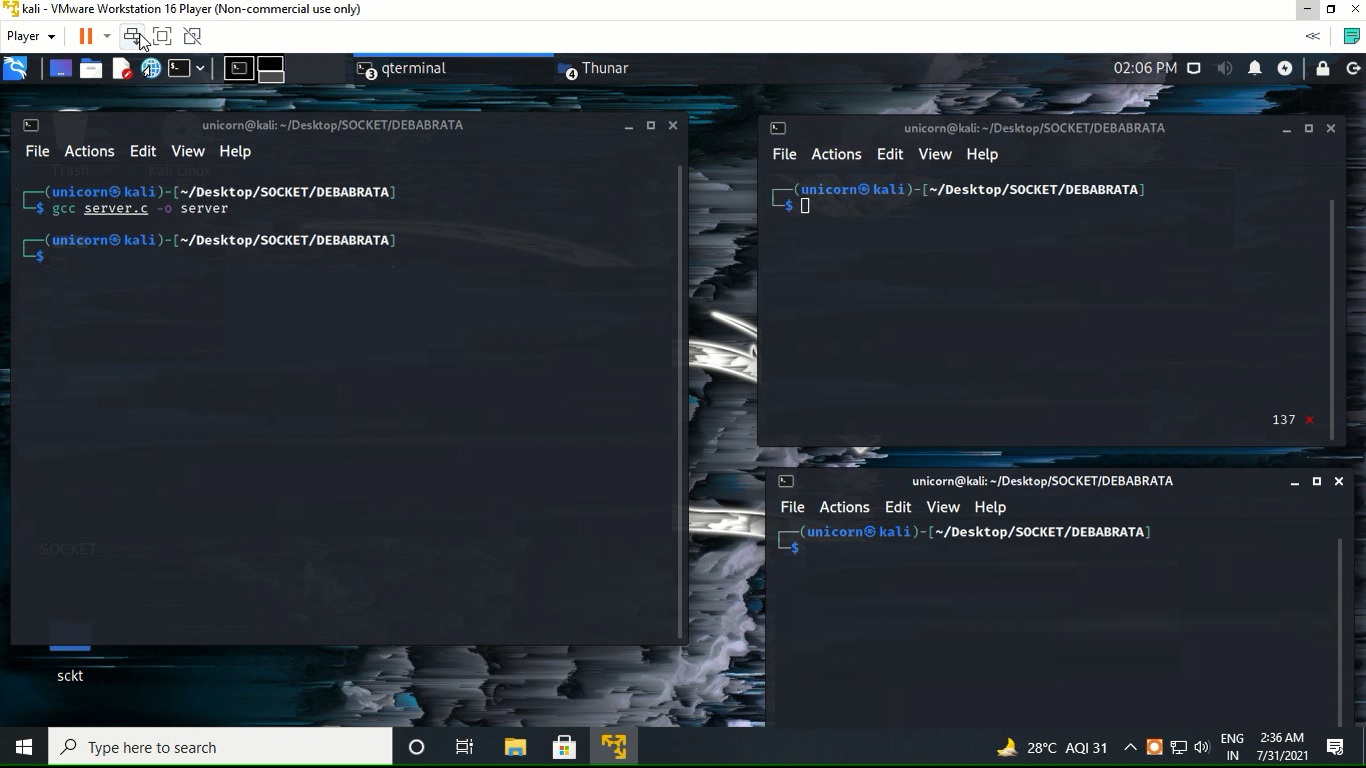 kali - VMware Workstation 16 Player (Non-commercial use only)
Player
<<
3 qterminal
4 Thunar
02:06 PM
unicorn@kali: ~/Desktop/SOCKET/DEBABRATA
File Actions Edit View Help
Trash
Kali Linux
┌──(unicorn㉿kali)-[~/Desktop/SOCKET/DEBABRATA]
└─$ gcc server.c -o server
┌──(unicorn㉿kali)-[~/Desktop/SOCKET/DEBABRATA]
└─$
SOCKET
sckt
unicorn@kali: ~/Desktop/SOCKET/DEBABRATA
File Actions Edit View Help
┌──(unicorn㉿kali)-[~/Desktop/SOCKET/DEBABRATA]
└─$
137 ⨯
unicorn@kali: ~/Desktop/SOCKET/DEBABRATA
File Actions Edit View Help
┌──(unicorn㉿kali)-[~/Desktop/SOCKET/DEBABRATA]
└─$
Type here to search
28°C AQI 31
ENG
IN
2:36 AM
7/31/2021